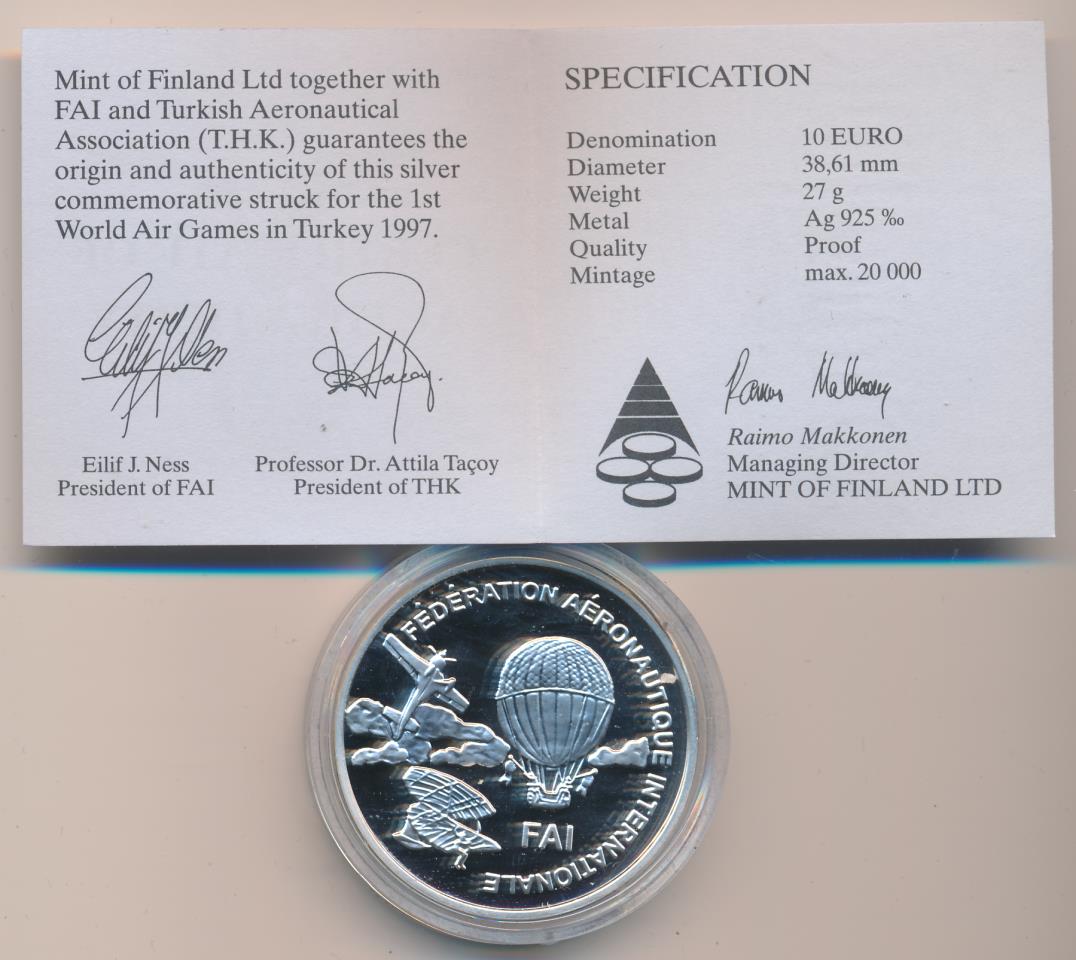 Mint of Finland Ltd together with
FAI and Turkish Aeronautical
Association (T.H.K.) guarantees the
origin and authenticity of this silver
commemorative struck for the 1st
World Air Games in Turkey 1997.
Eilif J. Ness
President of FAI
Professor Dr. Attila Taçoy
President of THK
SPECIFICATION
Denomination 10 EURO
Diameter 38,61 mm
Weight 27 g
Metal Ag 925 ‰
Quality Proof
Mintage max. 20 000
Raimo Makkonen
Raimo Makkonen
Managing Director
MINT OF FINLAND LTD
FÉDÉRATION AÉRONAUTIQUE INTERNATIONALE
FAI